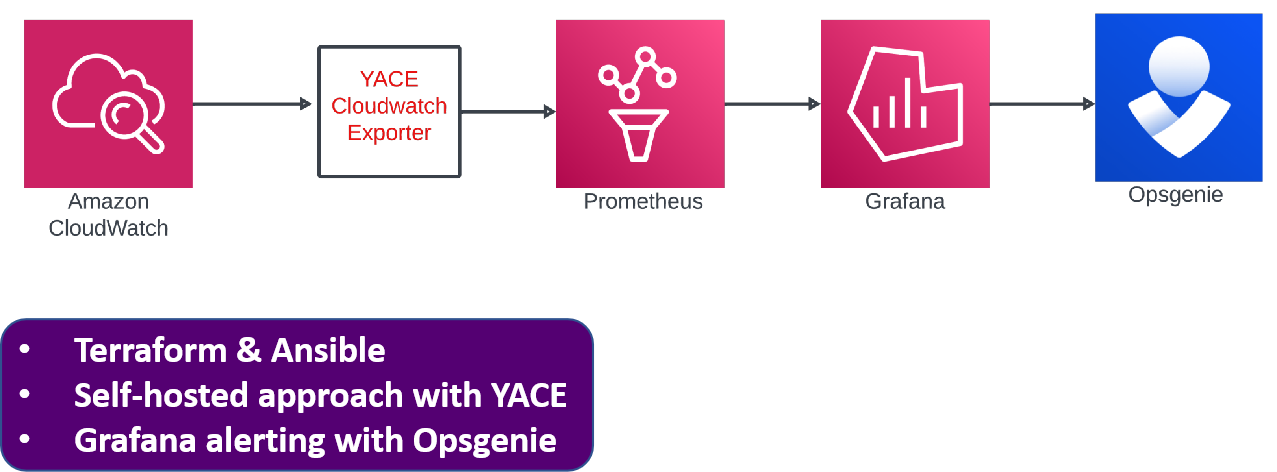 YACE
Cloudwatch
Exporter
Amazon
CloudWatch
Prometheus
Grafana
Opsgenie
• Terraform & Ansible
• Self-hosted approach with YACE
• Grafana alerting with Opsgenie